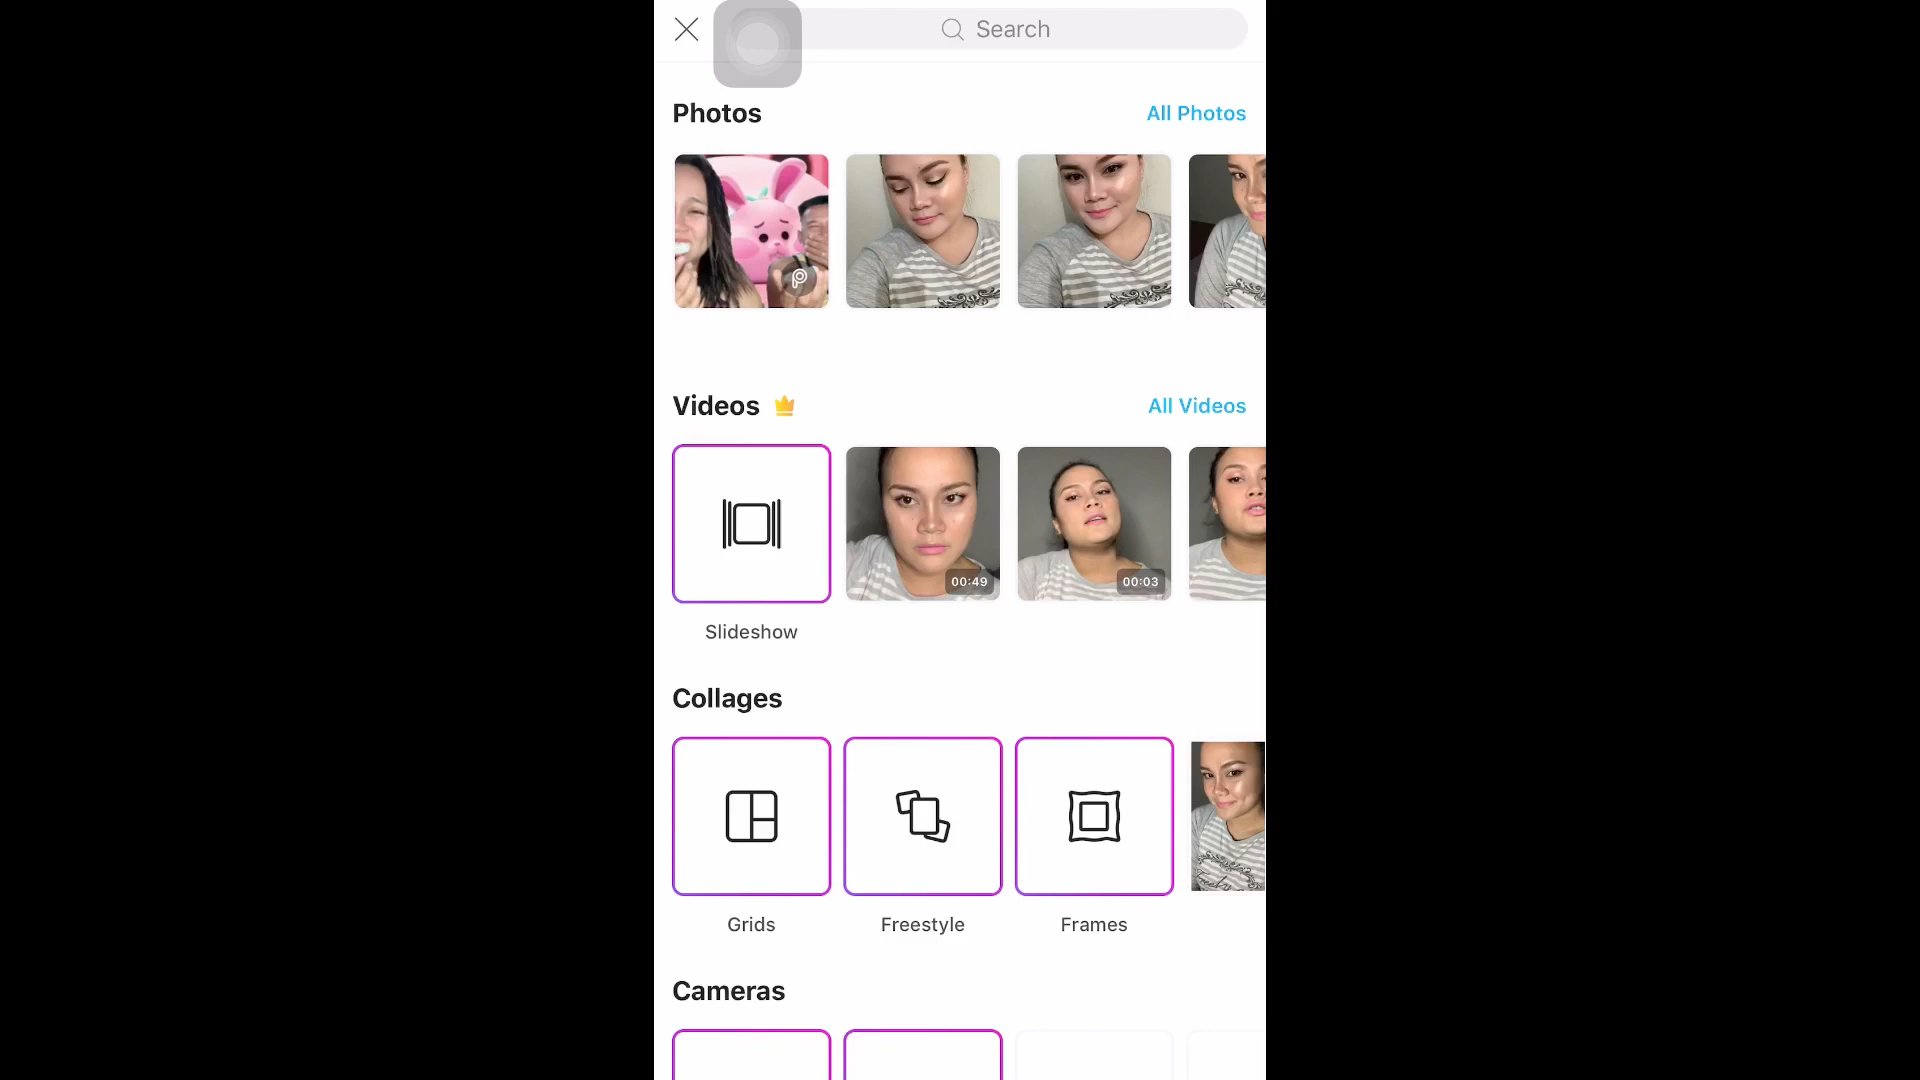 Search
Photos
All Photos
Videos
All Videos
00:49
00:03
Slideshow
Collages
Grids
Freestyle
Frames
Cameras